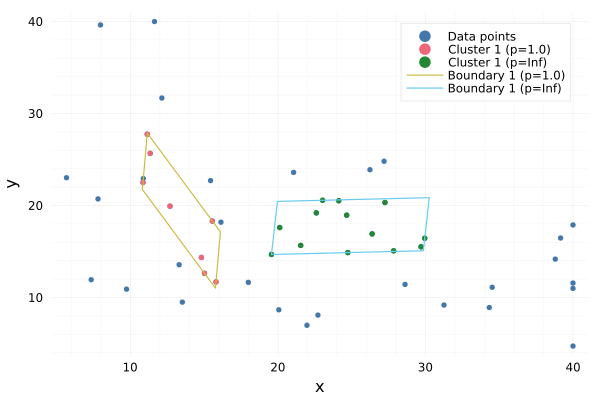 40
30
20
10
y
10
20
30
40
x
Data points
Cluster 1 (p=1.0)
Cluster 1 (p=Inf)
Boundary 1 (p=1.0)
Boundary 1 (p=Inf)